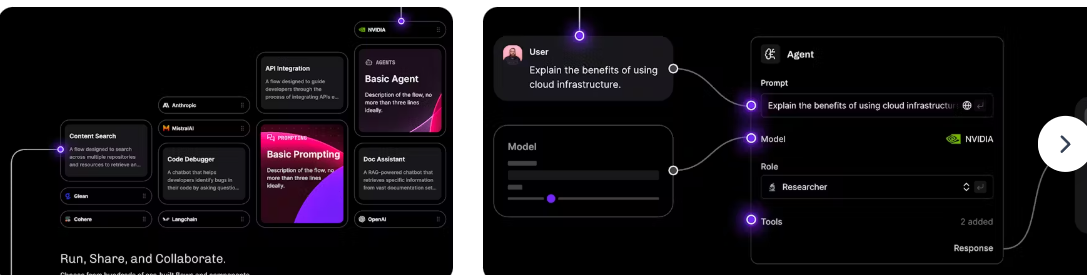 NVIDIA
AGENTS
Basic Agent
Description of the flow, no
more than three lines
ideally.
API Integration
A flow designed to guide
developers through the
process of integrating APIs e...
Anthropic
MistralAI
Content Search
A flow designed to search
across multiple repositories
and resources to retrieve an...
Glean
Cohere
Code Debugger
A chatbot that helps
developers identify bugs in
their code by asking questio...
Langchain
PROMPTING
Basic Prompting
Description of the flow, no
more than three lines
ideally.
Doc Assistant
A RAG-powered chatbot that
retrieves specific information
from vast documentation set...
OpenAI
Run, Share, and Collaborate.
User
Explain the benefits of using
cloud infrastructure.
Model
Agent
Prompt
Explain the benefits of using cloud infrastructur
Model
NVIDIA
Role
Researcher
Tools
2 added
Response